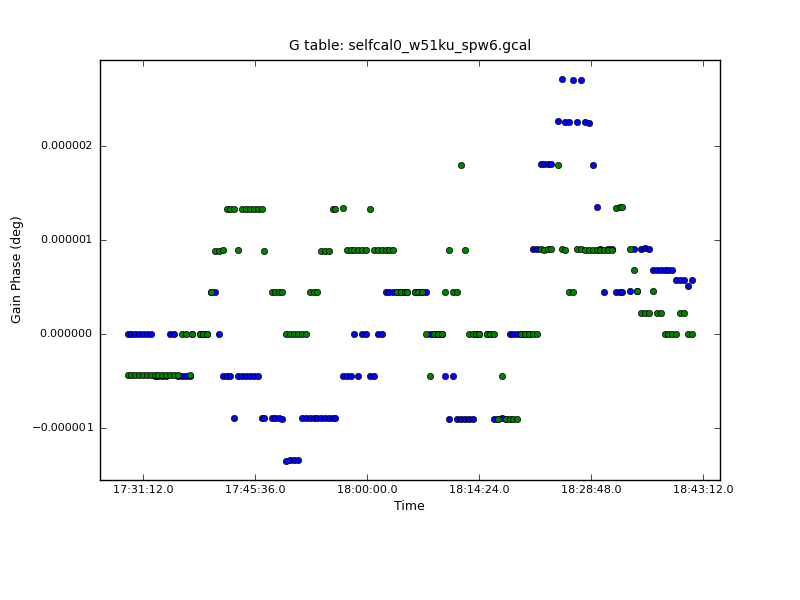 G table: selfcal0_w51ku_spw6.gcal
0.000002
0.000001
0.000000
−0.000001
Gain Phase (deg)
17:31:12.0 17:45:36.0 18:00:00.0 18:14:24.0 18:28:48.0 18:43:12.0
Time